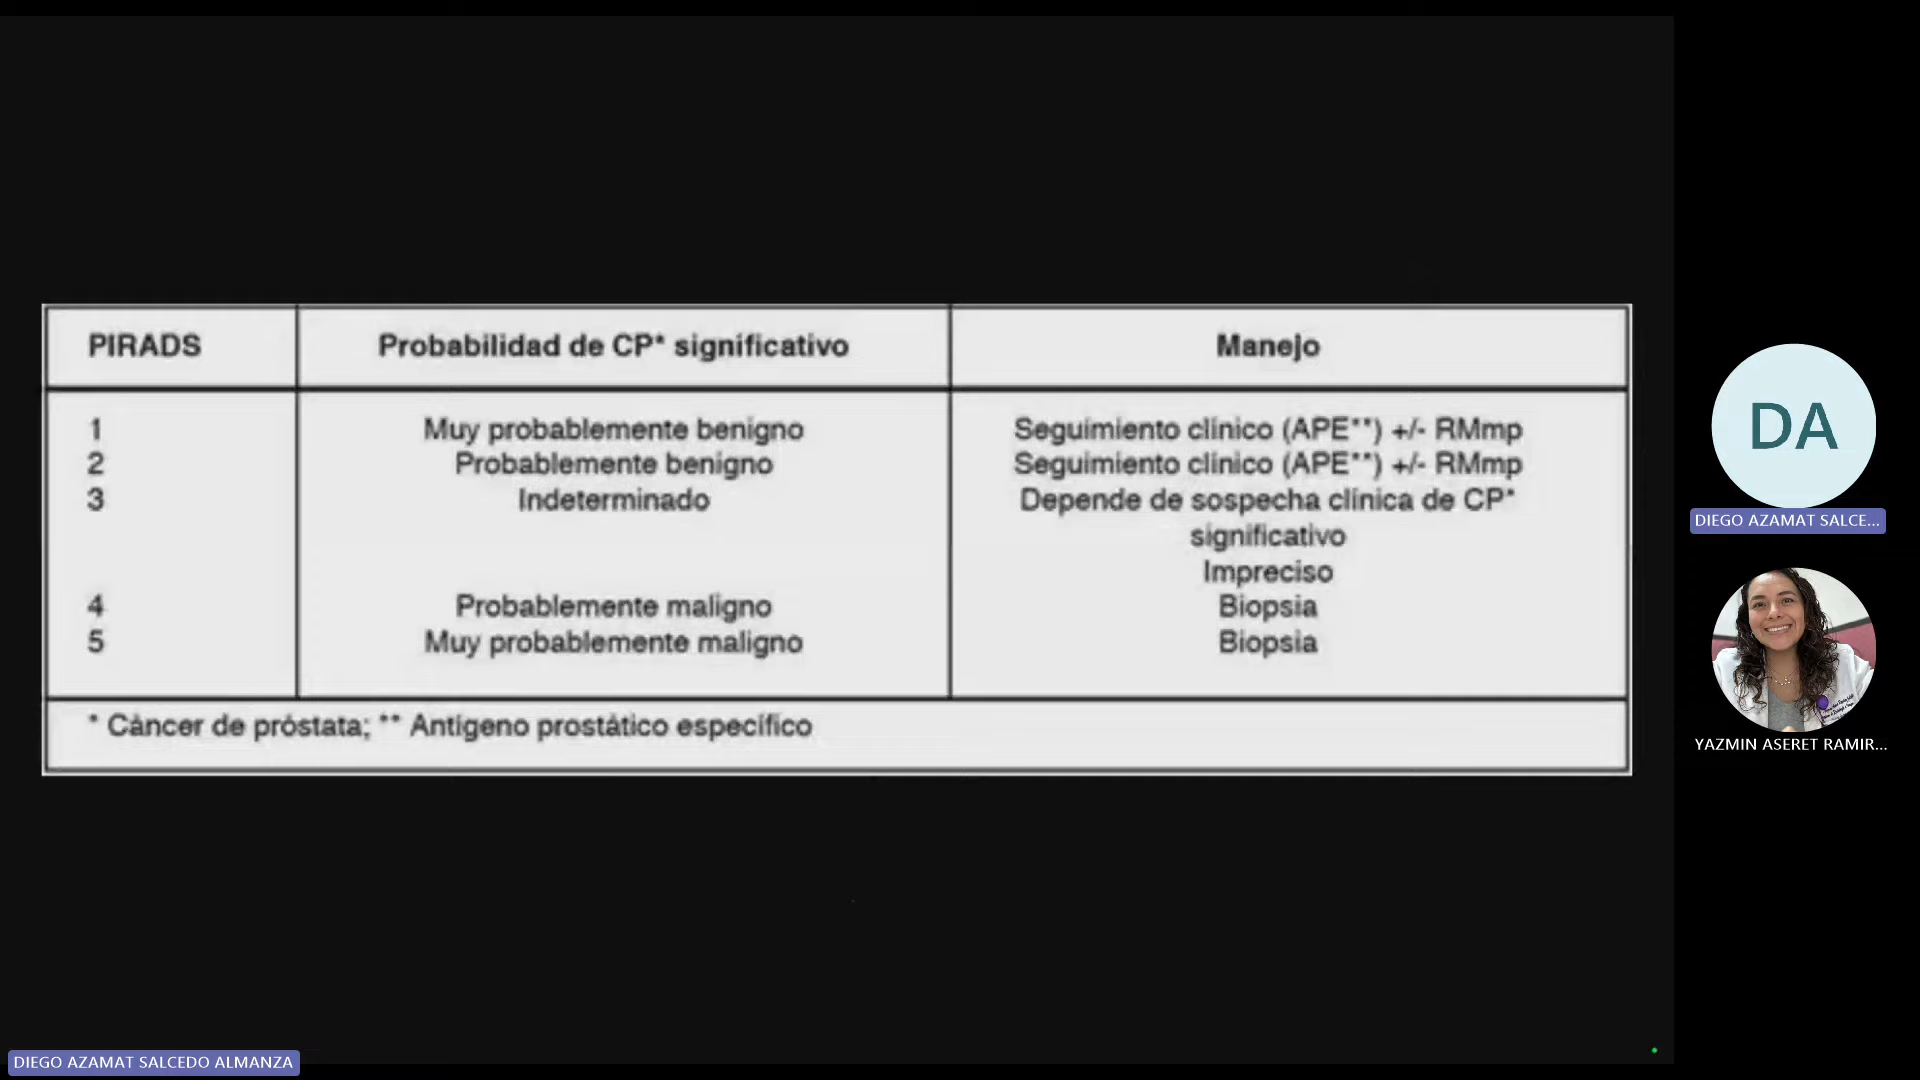 PIRADS Probabilidad de CP* significativo Manejo
1 Muy probablemente benigno Seguimiento clínico (APE**) +/- RMmp
2 Probablemente benigno Seguimiento clínico (APE**) +/- RMmp
3 Indeterminado Depende de sospecha clínica de CP*
significativo
Impreciso
4 Probablemente maligno Biopsia
5 Muy probablemente maligno Biopsia
* Cáncer de próstata; ** Antígeno prostático específico
DA
DIEGO AZAMAT SALCE...
YAZMIN ASERET RAMIR...
DIEGO AZAMAT SALCEDO ALMANZA